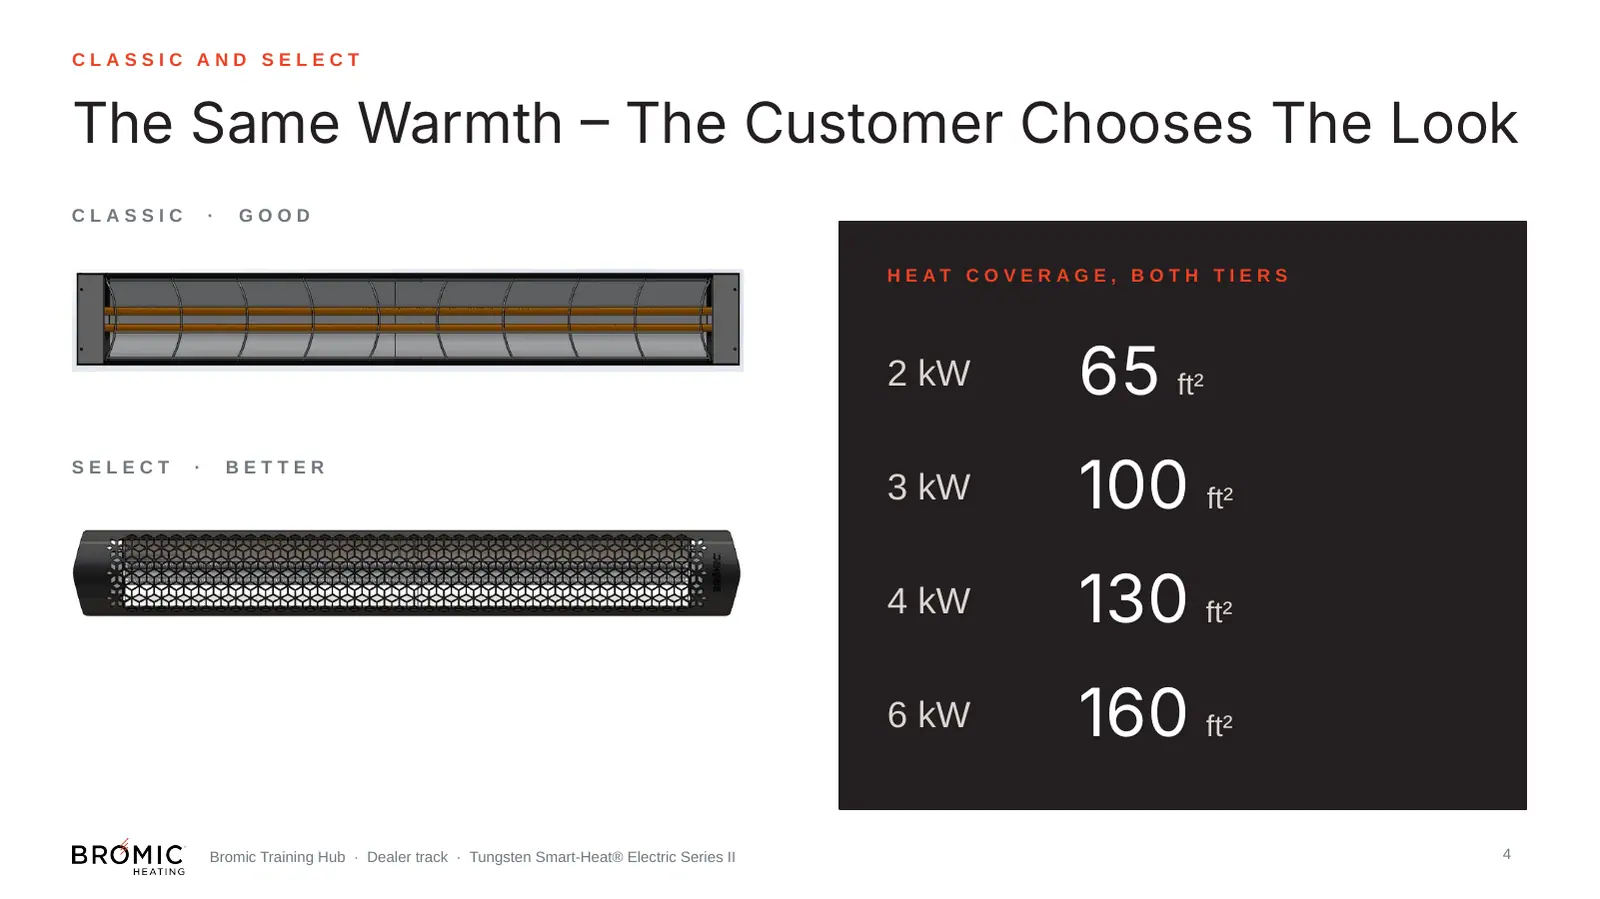 CLASSIC AND SELECT
The Same Warmth – The Customer Chooses The Look
CLASSIC · GOOD
SELECT · BETTER
BROMIC
HEAT COVERAGE, BOTH TIERS
2 kW 65 ft²
3 kW 100 ft²
4 kW 130 ft²
6 kW 160 ft²
BROMIC
HEATING
Bromic Training Hub · Dealer track · Tungsten Smart-Heat® Electric Series II
4